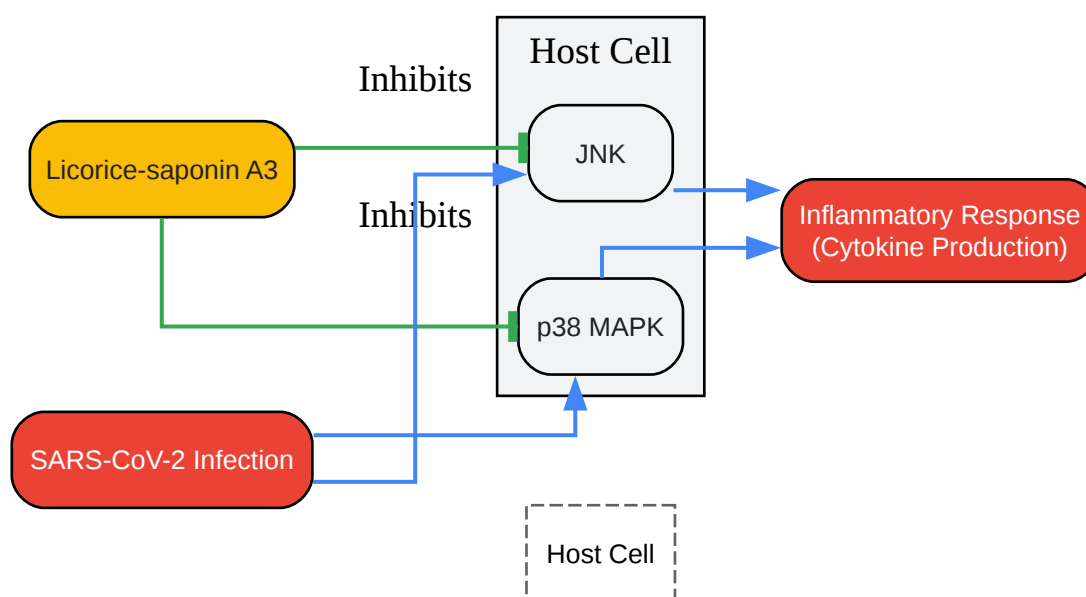 Host Cell
Inhibits
JNK
Licorice-saponin A3
Inhibits
Inflammatory Response
(Cytokine Production)
p38 MAPK
SARS-CoV-2 Infection
Host Cell